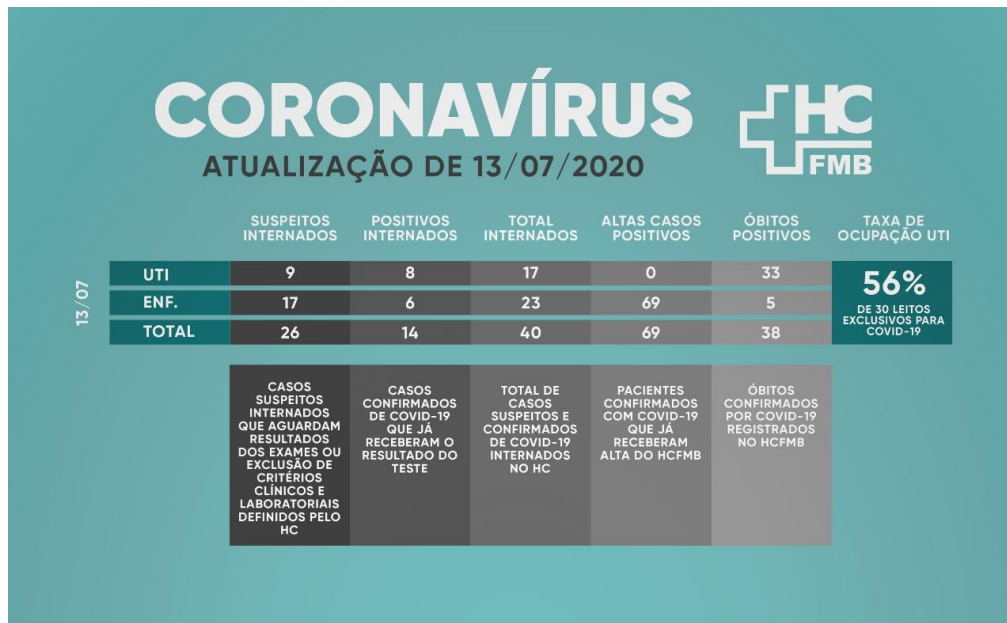 CORONAVÍRUS
ATUALIZAÇÃO DE 13/07/2020
HC
FMB
SUSPEITOS INTERNADOS
POSITIVOS INTERNADOS
TOTAL INTERNADOS
ALTAS CASOS POSITIVOS
ÓBITOS POSITIVOS
TAXA DE OCUPAÇÃO UTI
13/07
UTI 9 8 17 0 33
ENF. 17 6 23 69 5
TOTAL 26 14 40 69 38
56%
DE 30 LEITOS
EXCLUSIVOS PARA
COVID-19
CASOS
SUSPEITOS
INTERNADOS
QUE AGUARDAM
RESULTADOS
DOS EXAMES OU
EXCLUSÃO DE
CRITÉRIOS
CLÍNICOS E
LABORATORIAIS
DEFINIDOS PELO
HC
CASOS
CONFIRMADOS
DE COVID-19
QUE JÁ
RECEBERAM O
RESULTADO DO
TESTE
TOTAL DE
CASOS
SUSPEITOS E
CONFIRMADOS
DE COVID-19
INTERNADOS
NO HC
PACIENTES
CONFIRMADOS
COM COVID-19
QUE JÁ
RECEBERAM
ALTA DO HCFMB
ÓBITOS
CONFIRMADOS
POR COVID-19
REGISTRADOS
NO HCFMB